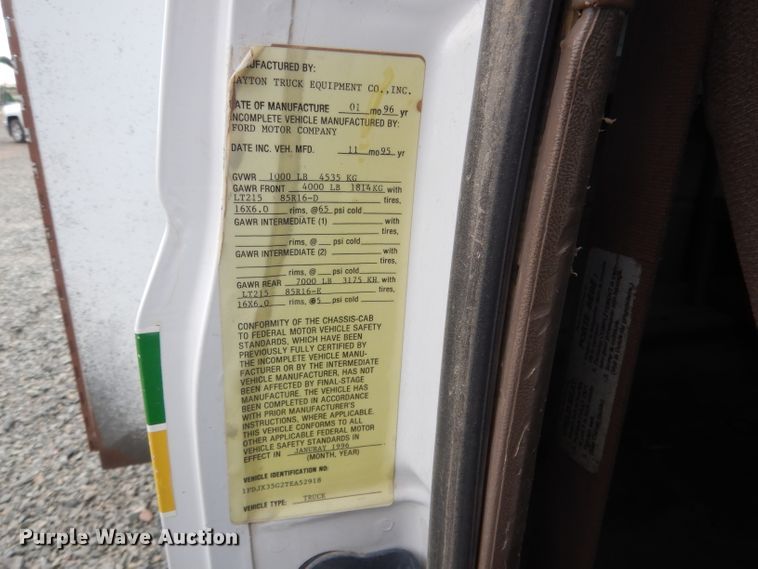 MANUFACTURED BY:
AYTON TRUCK EQUIPMENT CO.,INC.
DATE OF MANUFACTURE 01 mo 96 yr
INCOMPLETE VEHICLE MANUFACTURED BY:
FORD MOTOR COMPANY
DATE INC. VEH. MFD. 11 mo 95 yr
GVWR 1000 LB 4535 KG
GAWR FRONT 4000 LB 1814KG with
LT215 85R16-D tires,
16X6.0 rims, @65 psi cold
GAWR INTERMEDIATE (1) with
tires,
rims, @ psi cold
GAWR INTERMEDIATE (2) with
tires,
rims, @ psi cold
GAWR REAR 7000 LB 3175 KH with
LT215 85R16-E tires,
16X6.0 rims, @5 psi cold
CONFORMITY OF THE CHASSIS-CAB
TO FEDERAL MOTOR VEHICLE SAFETY
STANDARDS, WHICH HAVE BEEN
PREVIOUSLY FULLY CERTIFIED BY
THE INCOMPLETE VEHICLE MANU-
FACTURER OR BY THE INTERMEDIATE
VEHICLE MANUFACTURER, HAS NOT
BEEN AFFECTED BY FINAL-STAGE
MANUFACTURE. THE VEHICLE HAS
BEEN COMPLETED IN ACCORDANCE
WITH PRIOR MANUFACTURER'S
INSTRUCTIONS, WHERE APPLICABLE.
THIS VEHICLE CONFORMS TO ALL
OTHER APPLICABLE FEDERAL MOTOR
VEHICLE SAFETY STANDARDS IN
EFFECT IN JANURAY 1996
(MONTH, YEAR)
VEHICLE IDENTIFICATION NO:
1FDJX35G2TEA52918
VEHICLE TYPE: TRUCK
Purple Wave Auction